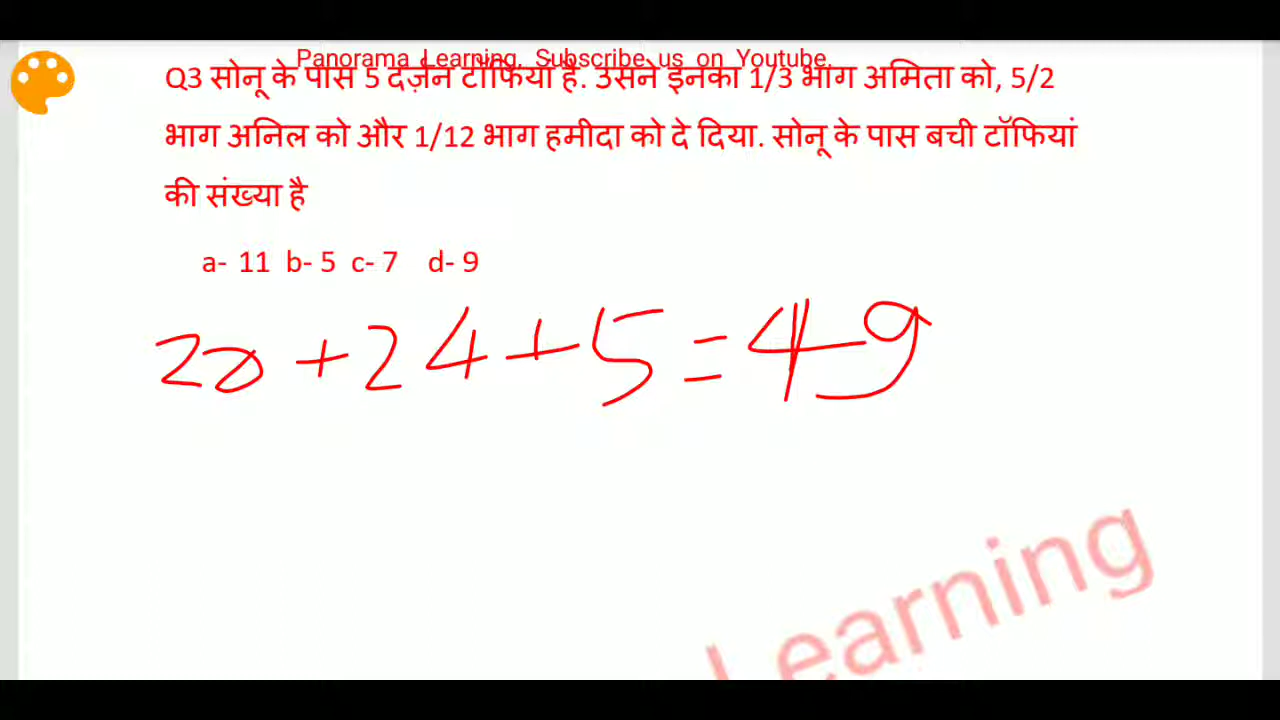 Panorama Learning. Subscribe us on Youtube.
Q3 सोनू के पास 5 दर्ज़न टॉफियां है. उसने इनका 1/3 भाग अमिता को, 5/2
भाग अनिल को और 1/12 भाग हमीदा को दे दिया. सोनू के पास बची टॉफियां
की संख्या है
a- 11 b- 5 c- 7 d- 9
20 + 24 + 5 = 49
Learning